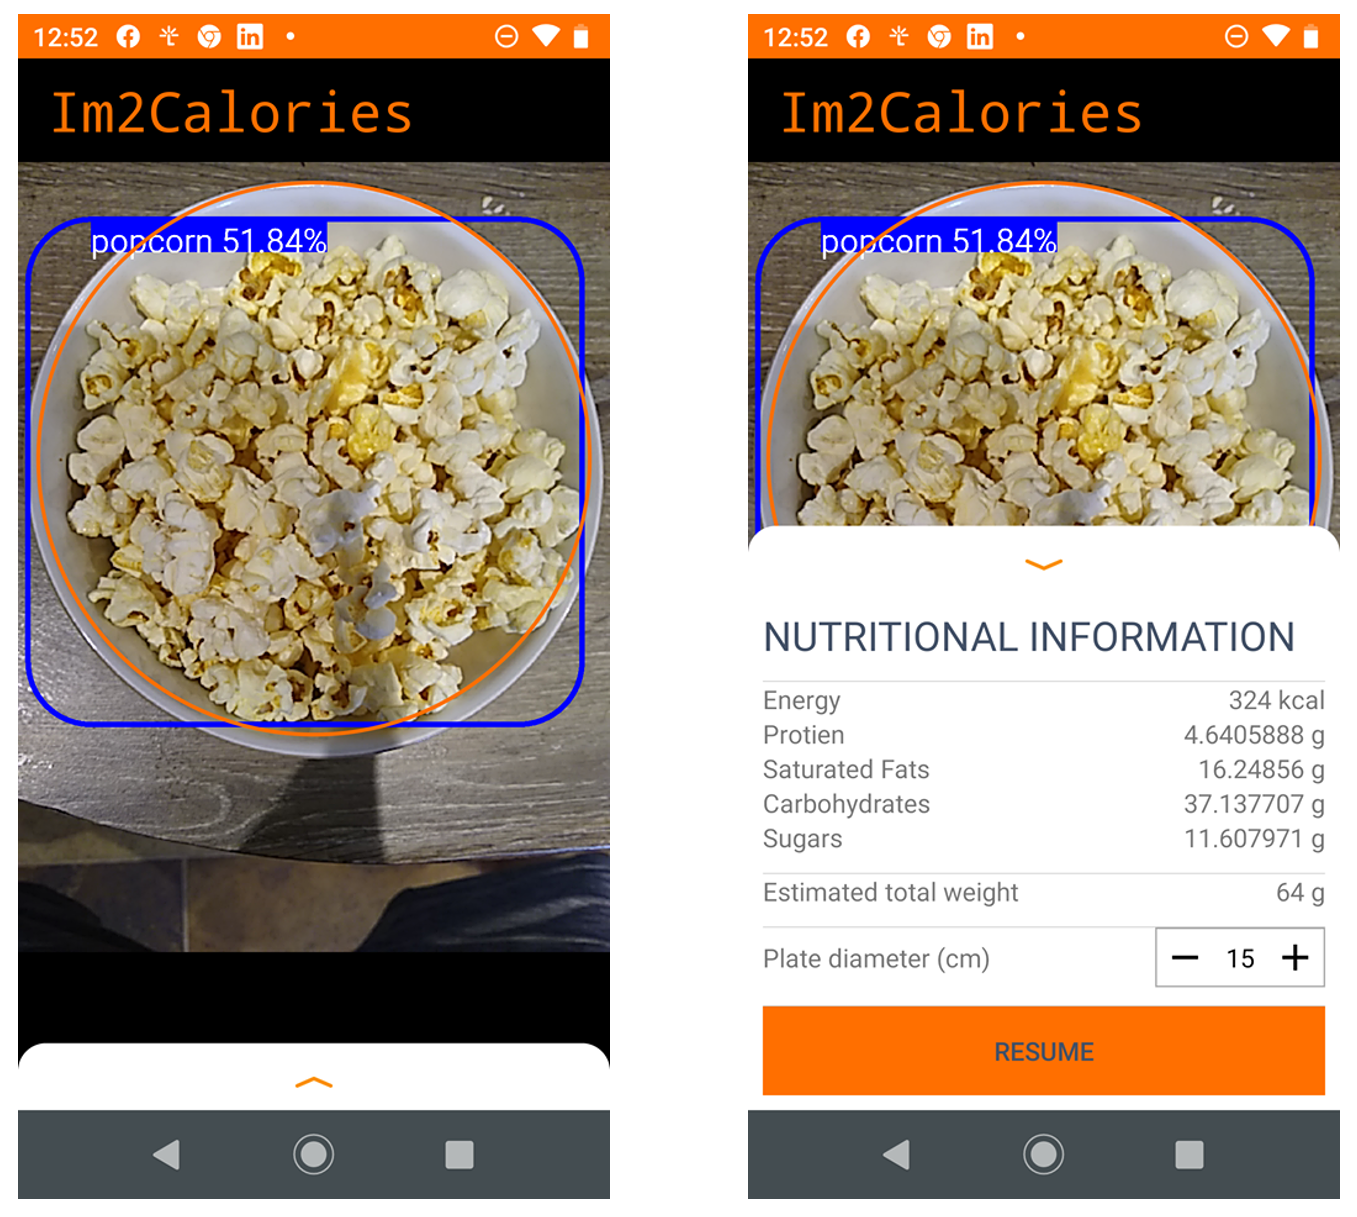 12:52
Im2Calories
popcorn 51.84%
12:52
Im2Calories
popcorn 51.84%
NUTRITIONAL INFORMATION
Energy 324 kcal
Protien 4.6405888 g
Saturated Fats 16.24856 g
Carbohydrates 37.137707 g
Sugars 11.607971 g
Estimated total weight 64 g
Plate diameter (cm) 15
RESUME